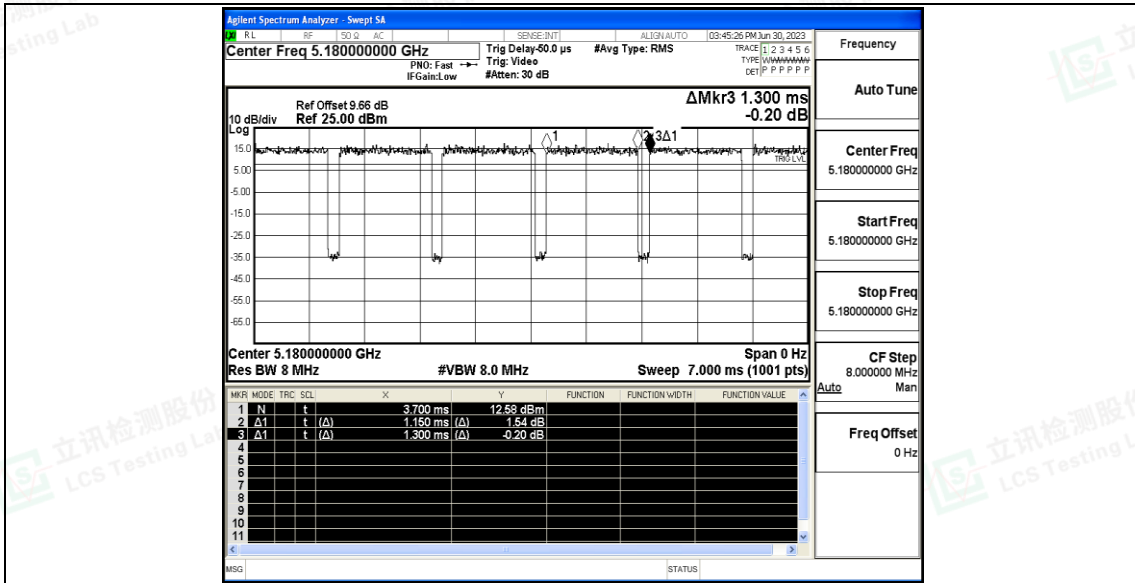 Agilent Spectrum Analyzer - Swept SA
RL RF 50 Ω AC SENSE:INT ALIGN AUTO 03:45:26 PM Jun 30, 2023
Center Freq 5.180000000 GHz
PNO: Fast
IFGain:Low
Trig Delay-50.0 µs
Trig: Video
#Atten: 30 dB
#Avg Type: RMS
TRACE 1 2 3 4 5 6
TYPE
DET P P P P P P
Ref Offset 9.66 dB
10 dB/div Ref 25.00 dBm
Log
ΔMkr3 1.300 ms
-0.20 dB
1
3Δ1
TRIG LVL
15.0
5.00
-5.00
-15.0
-25.0
-35.0
-45.0
-55.0
-65.0
Center 5.180000000 GHz Span 0 Hz
Res BW 8 MHz #VBW 8.0 MHz Sweep 7.000 ms (1001 pts)
MKR MODE TRC SCL X Y FUNCTION FUNCTION WIDTH FUNCTION VALUE
1 N t 3.700 ms 12.58 dBm
2 Δ1 t (Δ) 1.150 ms (Δ) 1.54 dB
3 Δ1 t (Δ) 1.300 ms (Δ) -0.20 dB
4
5
6
7
8
9
10
11
MSG STATUS
Frequency
Auto Tune
Center Freq
5.180000000 GHz
Start Freq
5.180000000 GHz
Stop Freq
5.180000000 GHz
CF Step
8.000000 MHz
Auto Man
Freq Offset
0 Hz
立讯检测股份
LCS Testing Lab
立讯检测股份
LCS Testing L